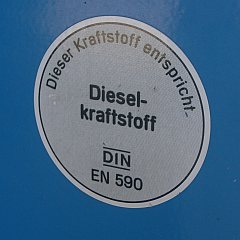 Dieser Kraftstoff entspricht-
Diesel-
kraftstoff
DIN
EN 590